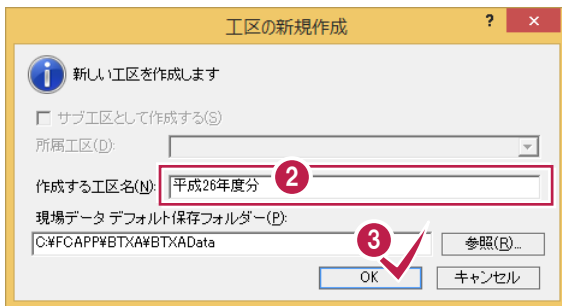 工区の新規作成
? ×
新しい工区を作成します
サブ工区として作成する(S)
所属工区(D):
作成する工区名(N): 平成26年度分 2
現場データ デフォルト保存フォルダー(P):
C:¥FCAPP¥BTXA¥BTXAData 参照(R)...
3
OK キャンセル